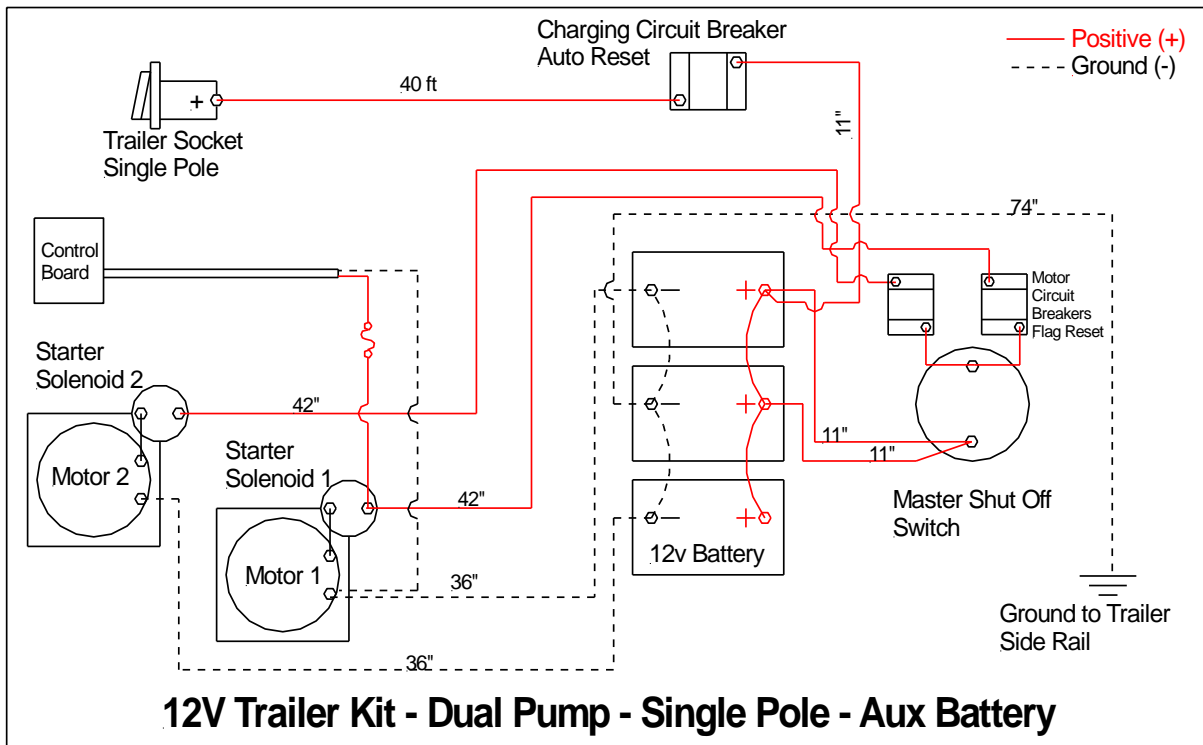 Charging Circuit Breaker
Auto Reset
Positive (+)
Ground (-)
40 ft
+
Trailer Socket
Single Pole
11"
74"
Control
Board
Motor
Circuit
Breakers
Flag Reset
+
Starter
Solenoid 2
42"
+
11"
11"
Starter
Solenoid 1
Motor 2
42"
Master Shut Off
Switch
+
12v Battery
Motor 1
36"
Ground to Trailer
Side Rail
36"
12V Trailer Kit - Dual Pump - Single Pole - Aux Battery